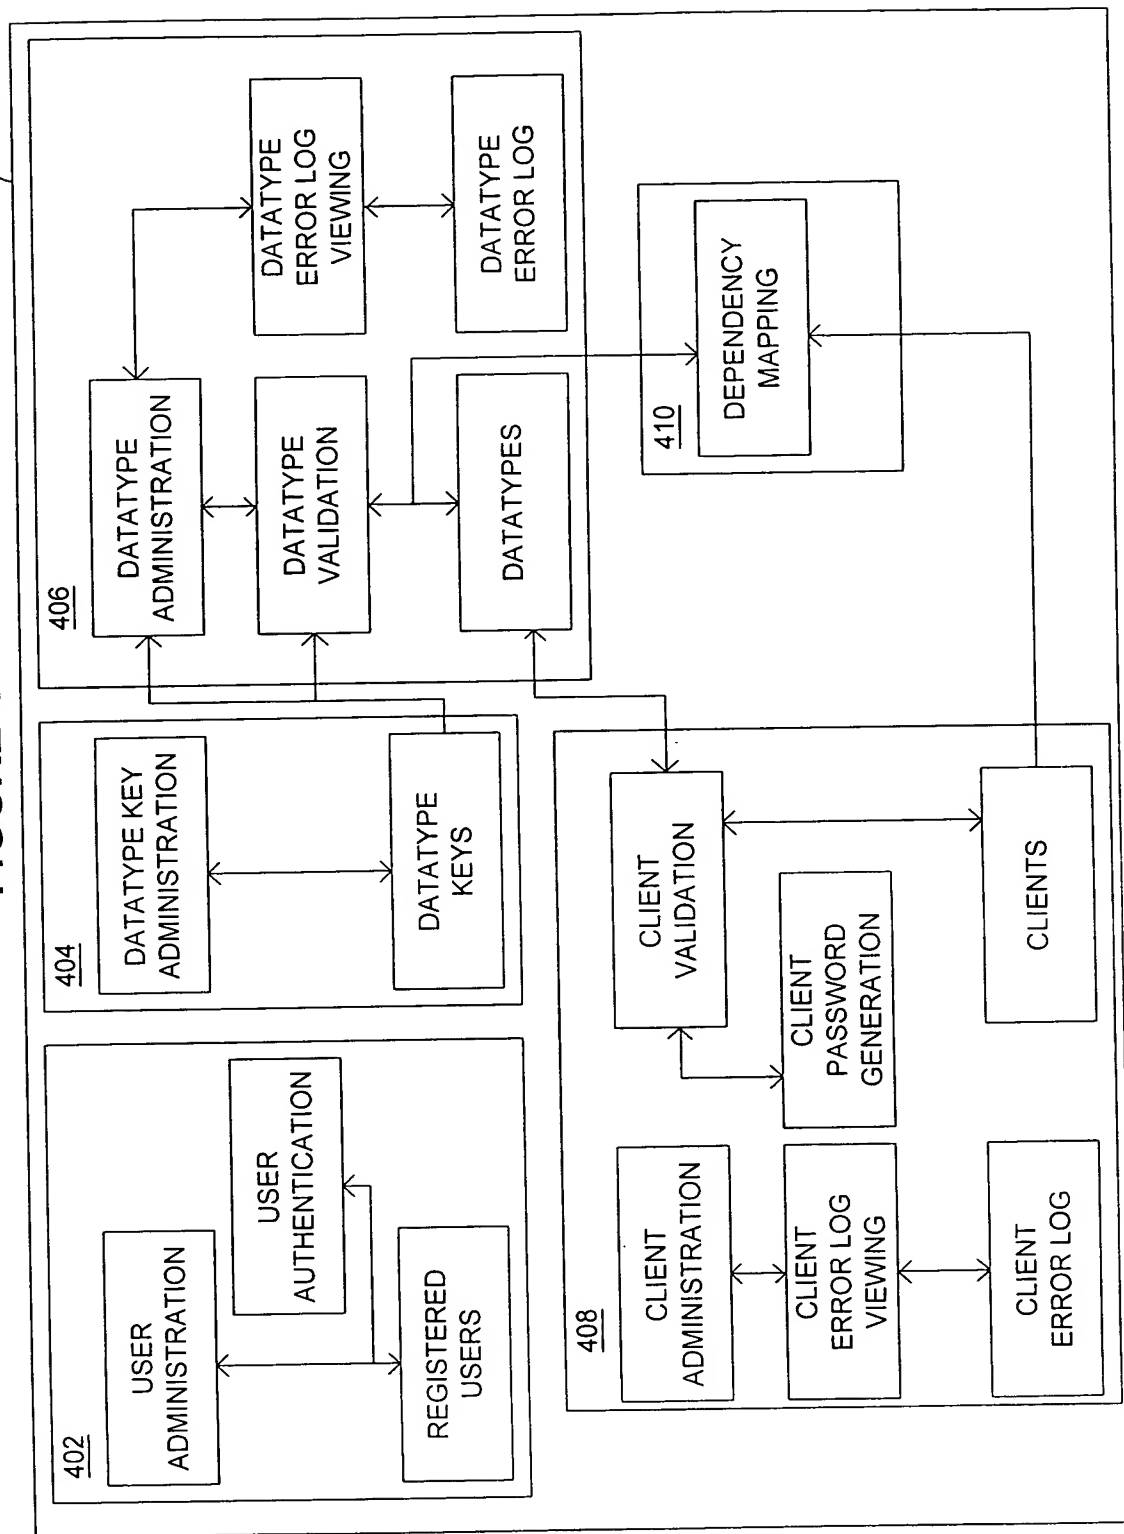 402
USER
ADMINISTRATION
USER
AUTHENTICATION
REGISTERED
USERS
404
DATATYPE KEY
ADMINISTRATION
DATATYPE
KEYS
406
DATATYPE
ADMINISTRATION
DATATYPE
VALIDATION
DATATYPES
DATATYPE
ERROR LOG
VIEWING
DATATYPE
ERROR LOG
408
CLIENT
ADMINISTRATION
CLIENT
ERROR LOG
VIEWING
CLIENT
ERROR LOG
CLIENT
VALIDATION
CLIENT
PASSWORD
GENERATION
CLIENTS
410
DEPENDENCY
MAPPING